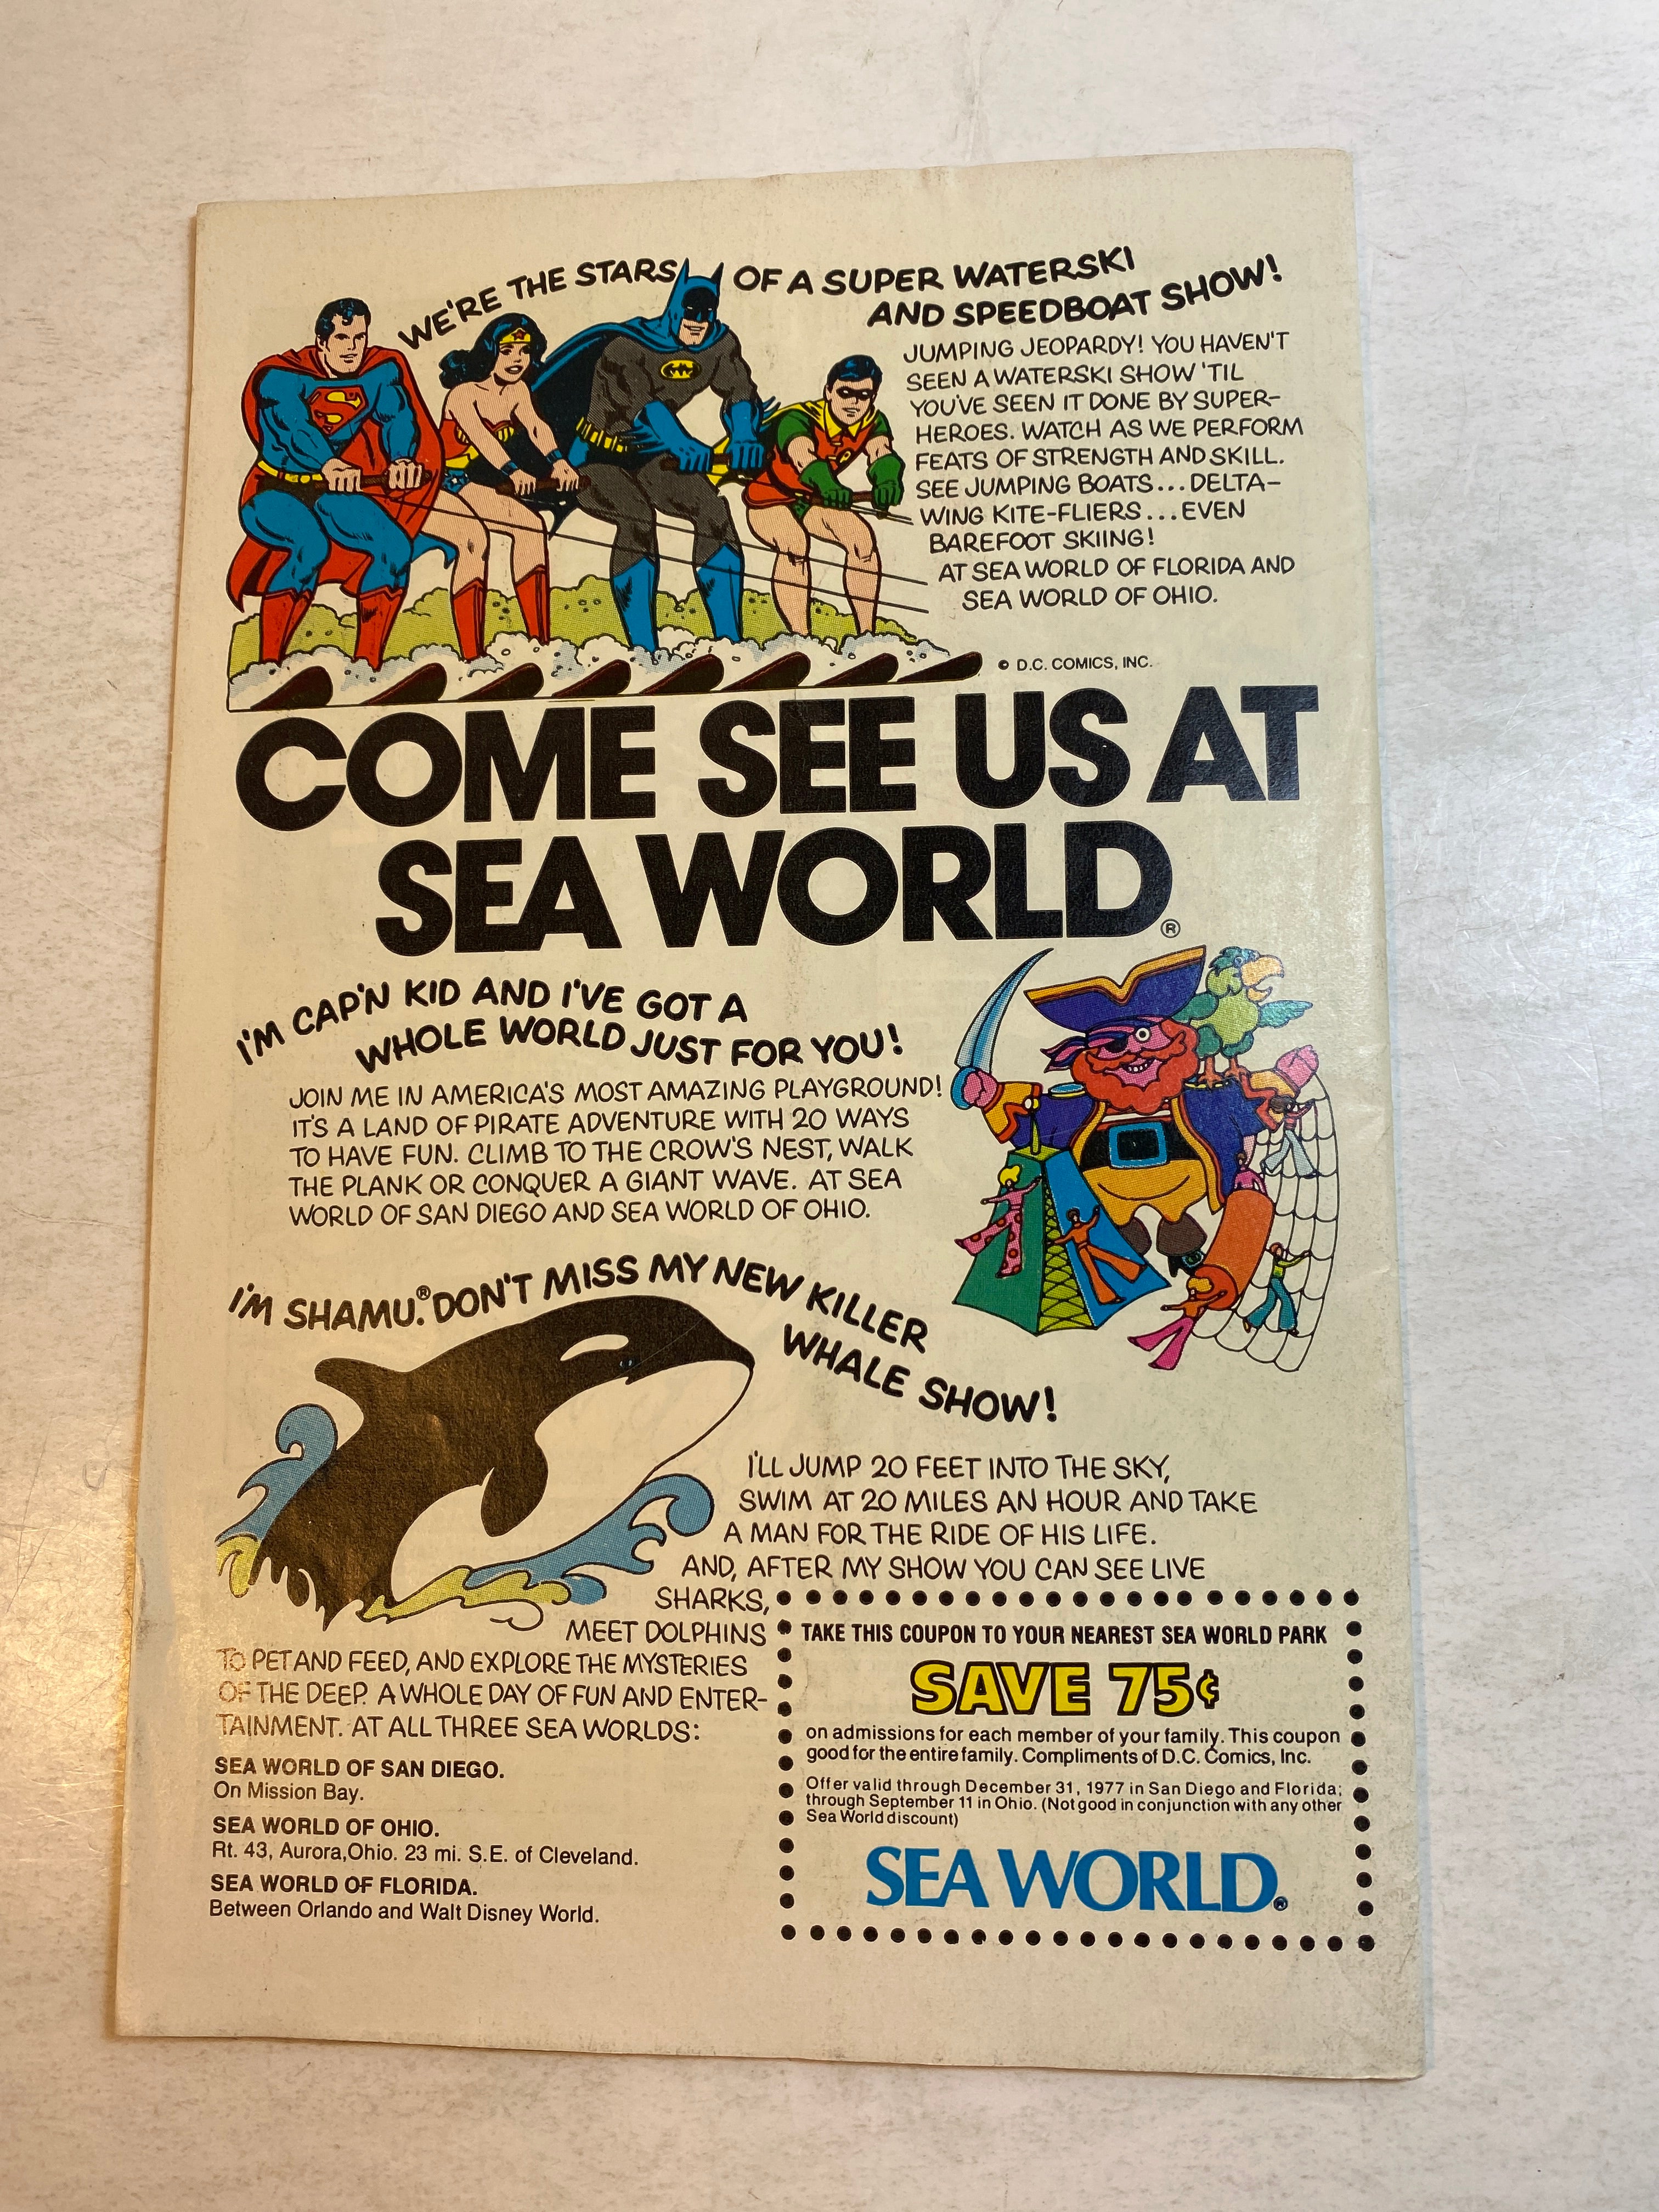 WE'RE THE STARS OF A SUPER WATERSKI
AND SPEEDBOAT SHOW!
JUMPING JEOPARDY! YOU HAVEN'T
SEEN A WATERSKI SHOW 'TIL
YOU'VE SEEN IT DONE BY SUPER-
HEROES. WATCH AS WE PERFORM
FEATS OF STRENGTH AND SKILL.
SEE JUMPING BOATS...DELTA-
WING KITE-FLIERS...EVEN
BAREFOOT SKIING!
AT SEA WORLD OF FLORIDA AND
SEA WORLD OF OHIO.
© D.C. COMICS, INC.
COME SEE US AT
SEA WORLD®
I'M CAP'N KID AND I'VE GOT A
WHOLE WORLD JUST FOR YOU!
JOIN ME IN AMERICA'S MOST AMAZING PLAYGROUND!
IT'S A LAND OF PIRATE ADVENTURE WITH 20 WAYS
TO HAVE FUN. CLIMB TO THE CROW'S NEST, WALK
THE PLANK OR CONQUER A GIANT WAVE. AT SEA
WORLD OF SAN DIEGO AND SEA WORLD OF OHIO.
I'M SHAMU.® DON'T MISS MY NEW KILLER
WHALE SHOW!
I'LL JUMP 20 FEET INTO THE SKY,
SWIM AT 20 MILES AN HOUR AND TAKE
A MAN FOR THE RIDE OF HIS LIFE.
AND, AFTER MY SHOW YOU CAN SEE LIVE
SHARKS,
MEET DOLPHINS
TO PET AND FEED, AND EXPLORE THE MYSTERIES
OF THE DEEP. A WHOLE DAY OF FUN AND ENTER-
TAINMENT. AT ALL THREE SEA WORLDS:
SEA WORLD OF SAN DIEGO.
On Mission Bay.
SEA WORLD OF OHIO.
Rt. 43, Aurora,Ohio. 23 mi. S.E. of Cleveland.
SEA WORLD OF FLORIDA.
Between Orlando and Walt Disney World.
TAKE THIS COUPON TO YOUR NEAREST SEA WORLD PARK
SAVE 75¢
on admissions for each member of your family. This coupon
good for the entire family. Compliments of D.C. Comics, Inc.
Offer valid through December 31, 1977 in San Diego and Florida;
through September 11 in Ohio. (Not good in conjunction with any other
Sea World discount)
SEA WORLD®